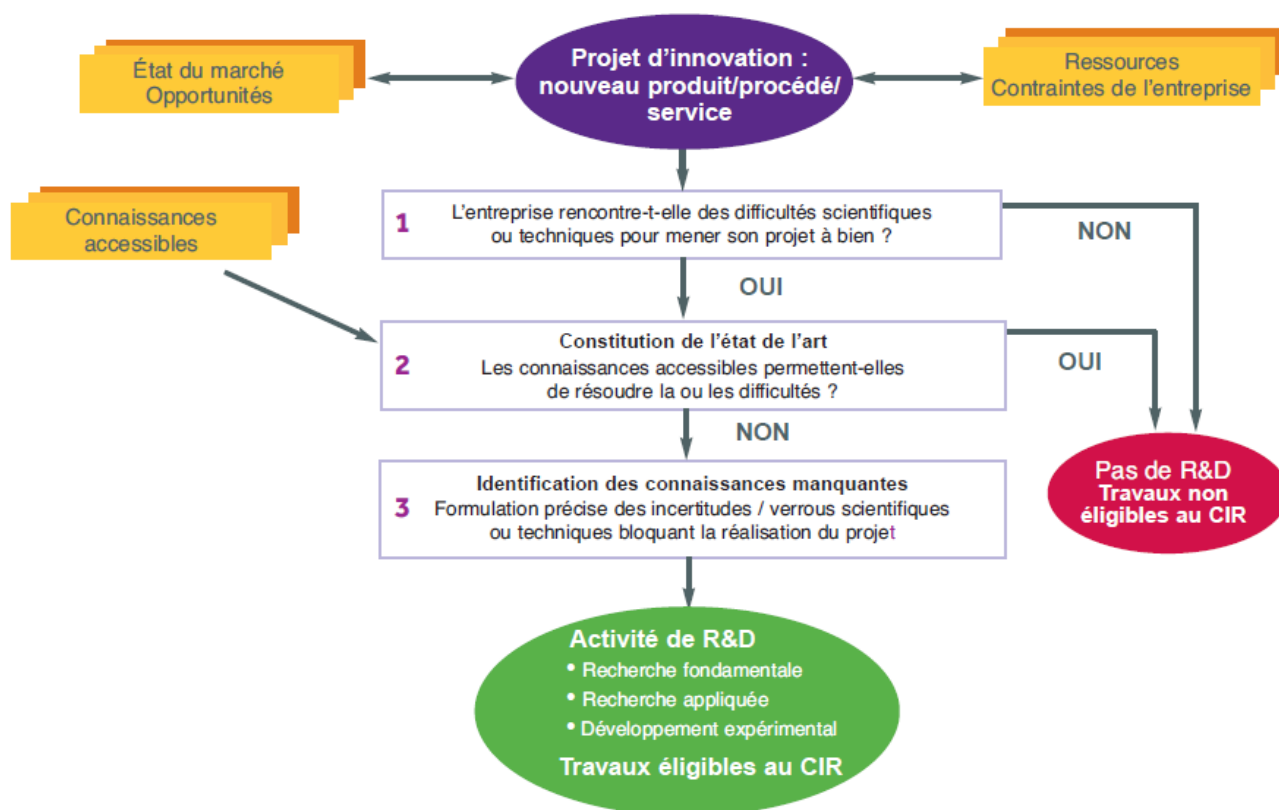 État du marché
Opportunités
Projet d'innovation :
nouveau produit/procédé/
service
Ressources
Contraintes de l'entreprise
Connaissances
accessibles
1
L'entreprise rencontre-t-elle des difficultés scientifiques
ou techniques pour mener son projet à bien ?
NON
OUI
2
Constitution de l'état de l'art
Les connaissances accessibles permettent-elles
de résoudre la ou les difficultés ?
OUI
NON
3
Identification des connaissances manquantes
Formulation précise des incertitudes / verrous scientifiques
ou techniques bloquant la réalisation du projet
Pas de R&D
Travaux non
éligibles au CIR
Activité de R&D
• Recherche fondamentale
• Recherche appliquée
• Développement expérimental
Travaux éligibles au CIR